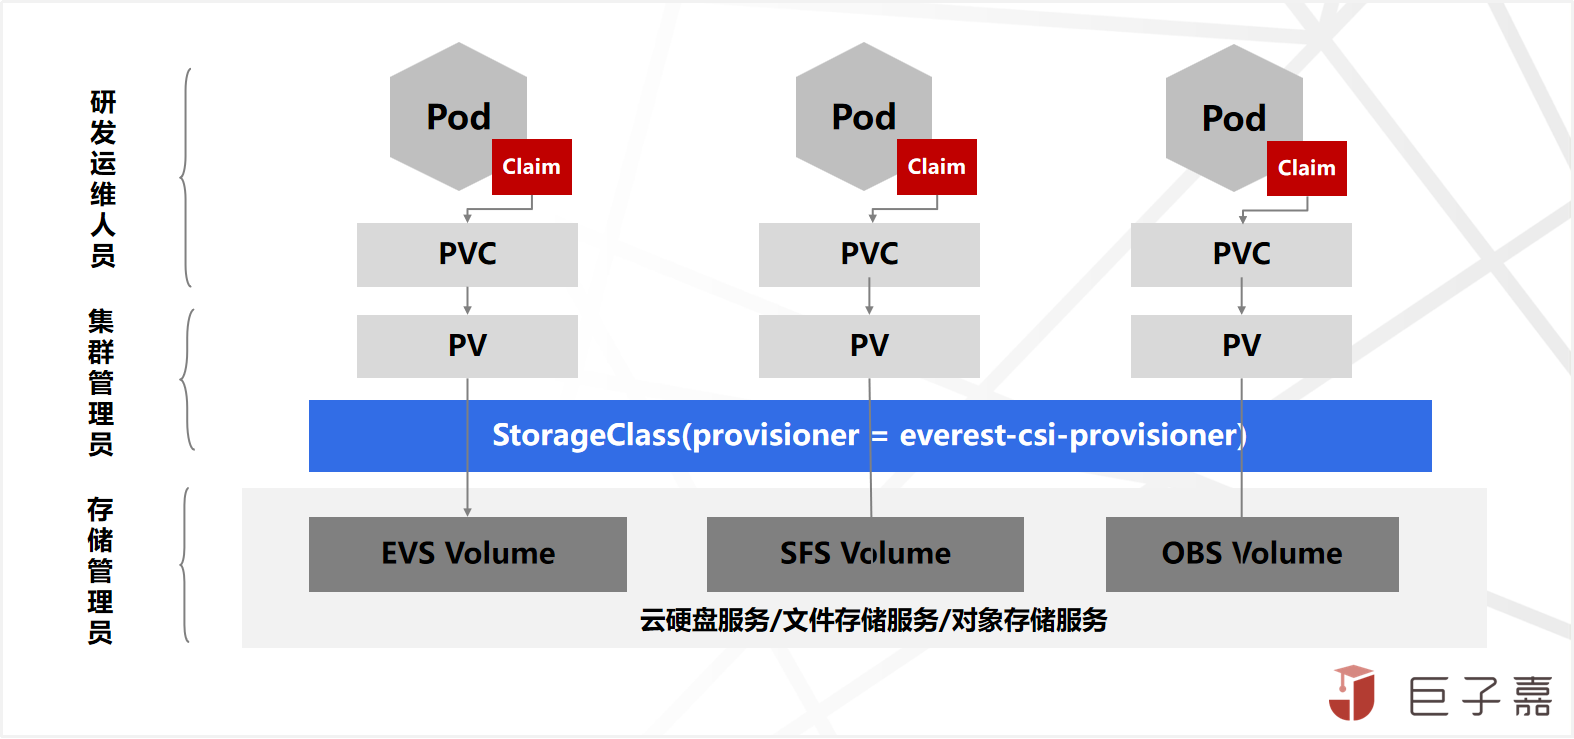 研发运维人员
Pod
Claim
Pod
Claim
Pod
Claim
PVC
PVC
PVC
集群管理员
PV
PV
PV
StorageClass(provisioner = everest-csi-provisioner)
存储管理员
EVS Volume
SFS Volume
OBS Volume
云硬盘服务/文件存储服务/对象存储服务
巨子嘉